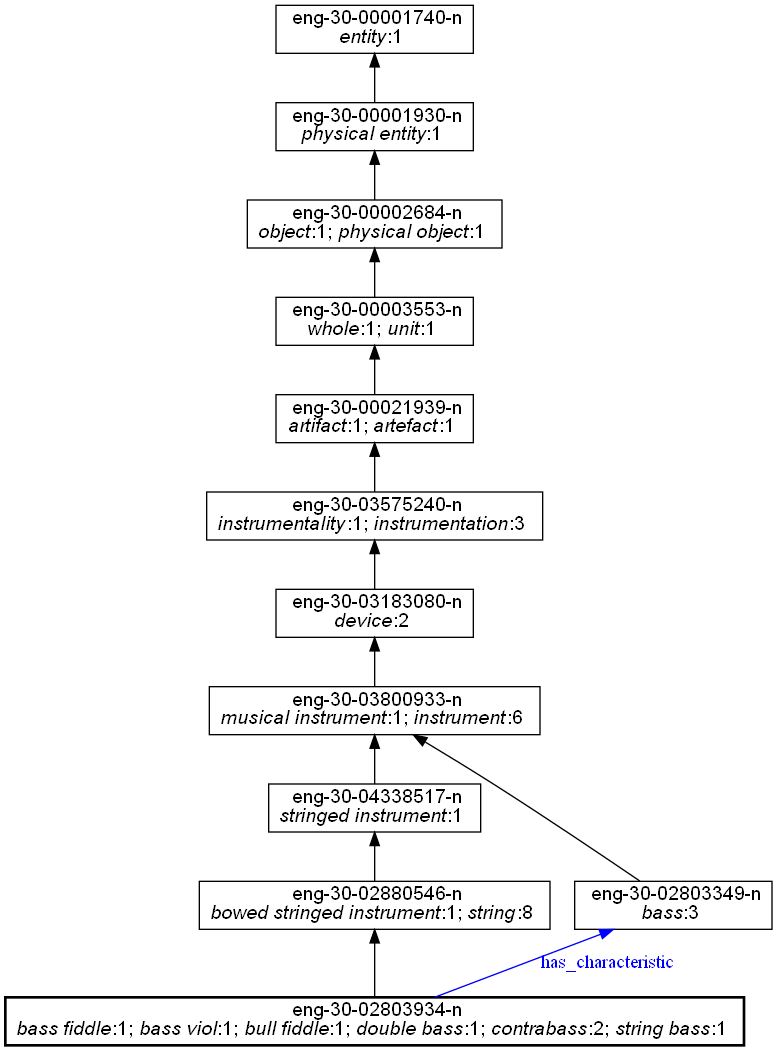 eng-30-00001740-n
entity:1
eng-30-00001930-n
physical entity:1
eng-30-00002684-n
object:1; physical object:1
eng-30-00003553-n
whole:1; unit:1
eng-30-00021939-n
artifact:1; artefact:1
eng-30-03575240-n
instrumentality:1; instrumentation:3
eng-30-03183080-n
device:2
eng-30-03800933-n
musical instrument:1; instrument:6
eng-30-04338517-n
stringed instrument:1
eng-30-02880546-n
bowed stringed instrument:1; string:8
eng-30-02803349-n
bass:3
has_characteristic
eng-30-02803934-n
bass fiddle:1; bass viol:1; bull fiddle:1; double bass:1; contrabass:2; string bass:1